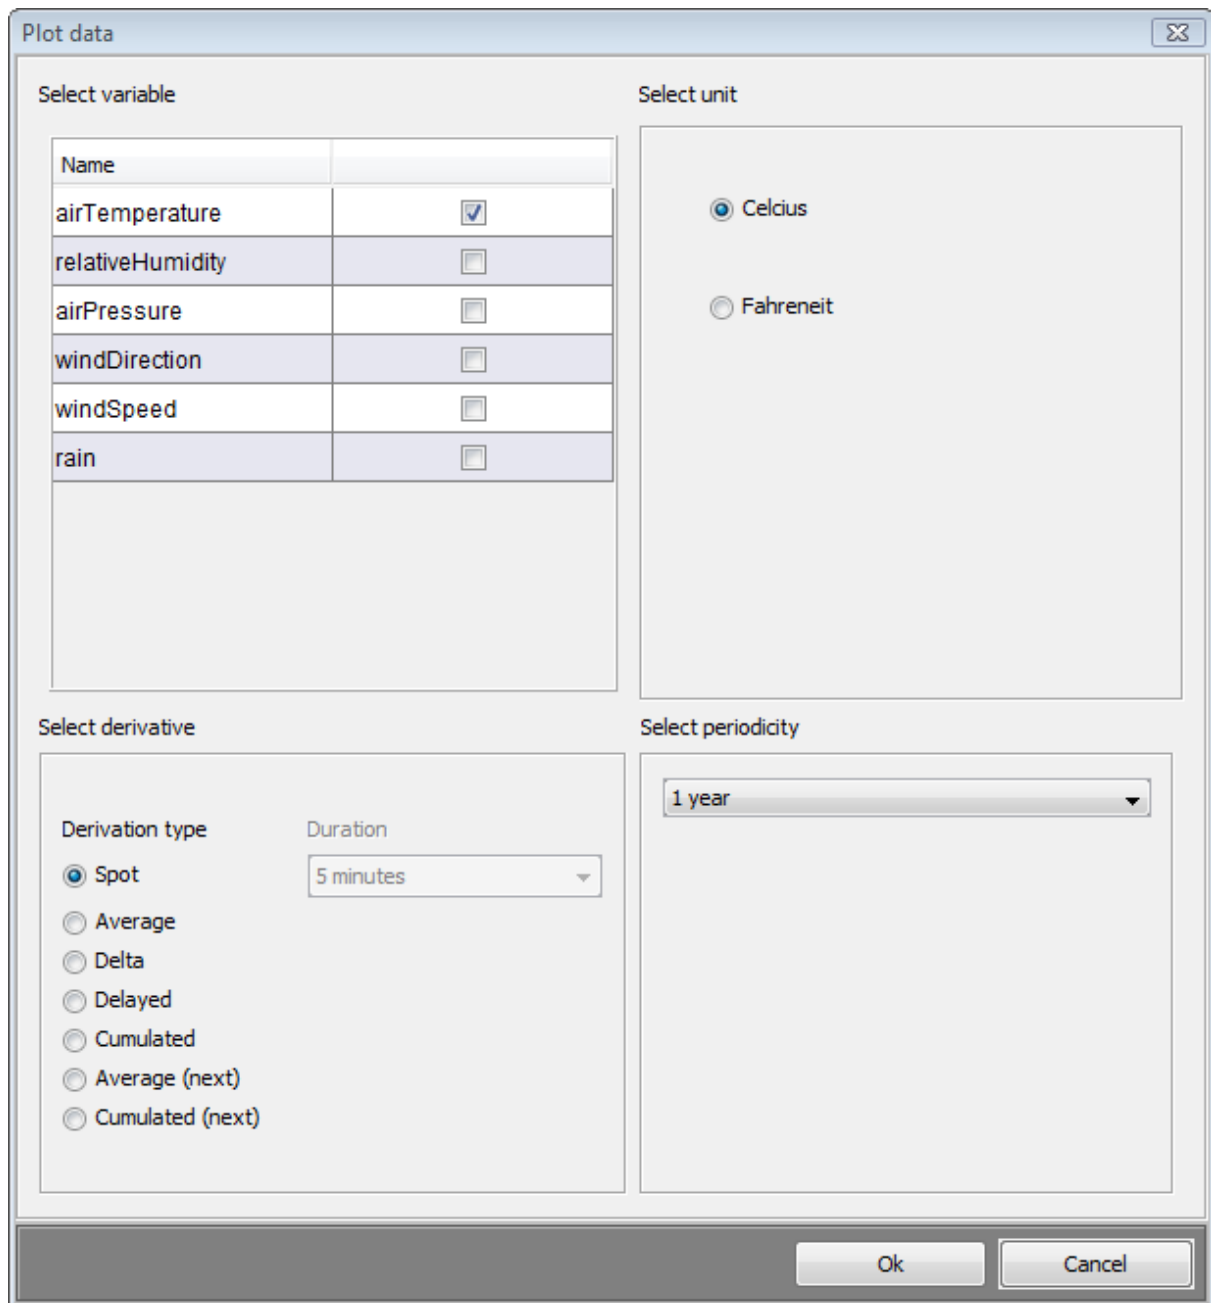 Plot data
Select variable
Select unit
Name
airTemperature
relativeHumidity
airPressure
windDirection
windSpeed
rain
Celcius
Fahreneit
Select derivative
Select periodicity
Derivation type
Duration
Spot
5 minutes
Average
Delta
Delayed
Cumulated
Average (next)
Cumulated (next)
1 year
Ok
Cancel